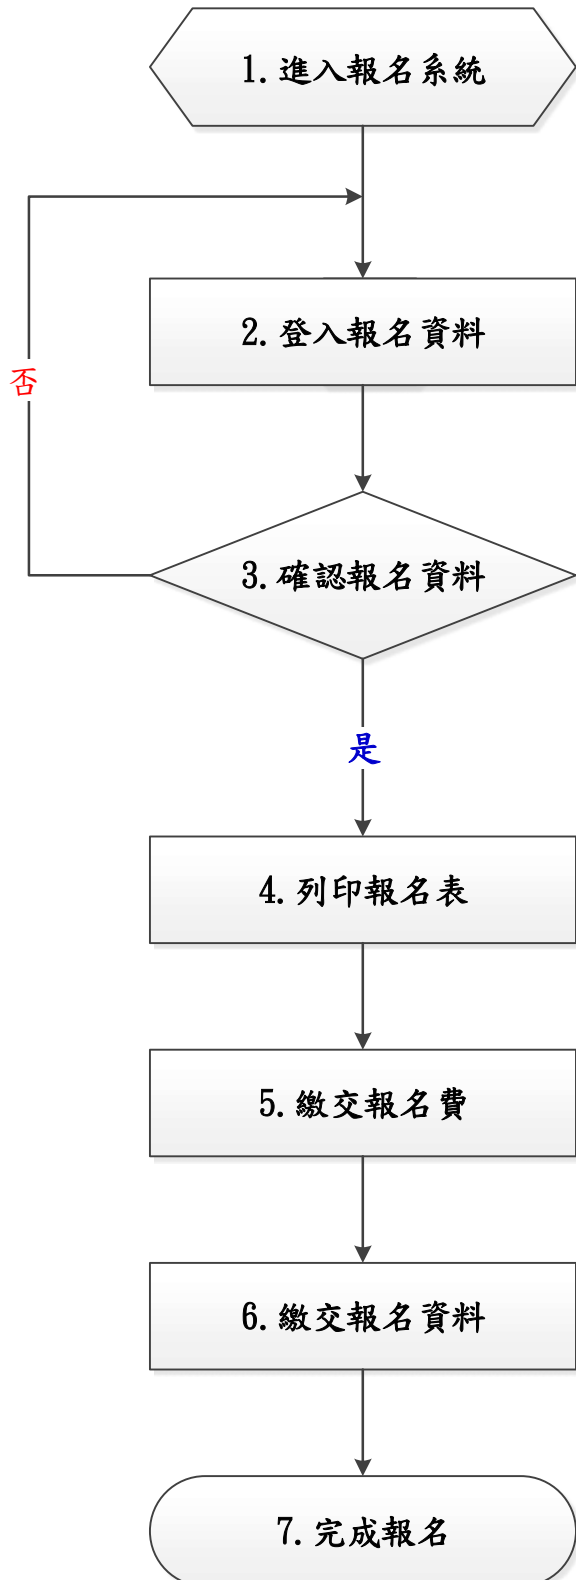 1. 進入報名系統
2. 登入報名資料
否
3. 確認報名資料
是
4. 列印報名表
5. 繳交報名費
6. 繳交報名資料
7. 完成報名